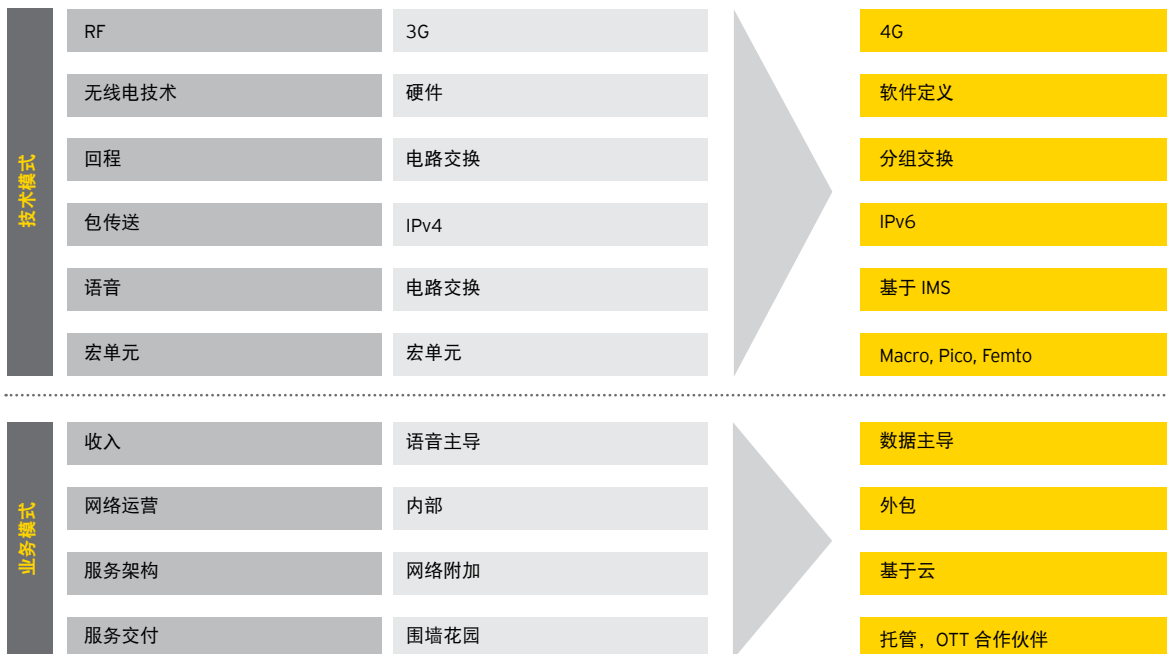 技术模式
RF 3G 4G
无线电技术 硬件 软件定义
回程 电路交换 分组交换
包传送 IPv4 IPv6
语音 电路交换 基于 IMS
宏单元 宏单元 Macro, Pico, Femto
业务模式
收入 语音主导 数据主导
网络运营 内部 外包
服务架构 网络附加 基于云
服务交付 围墙花园 托管，OTT 合作伙伴